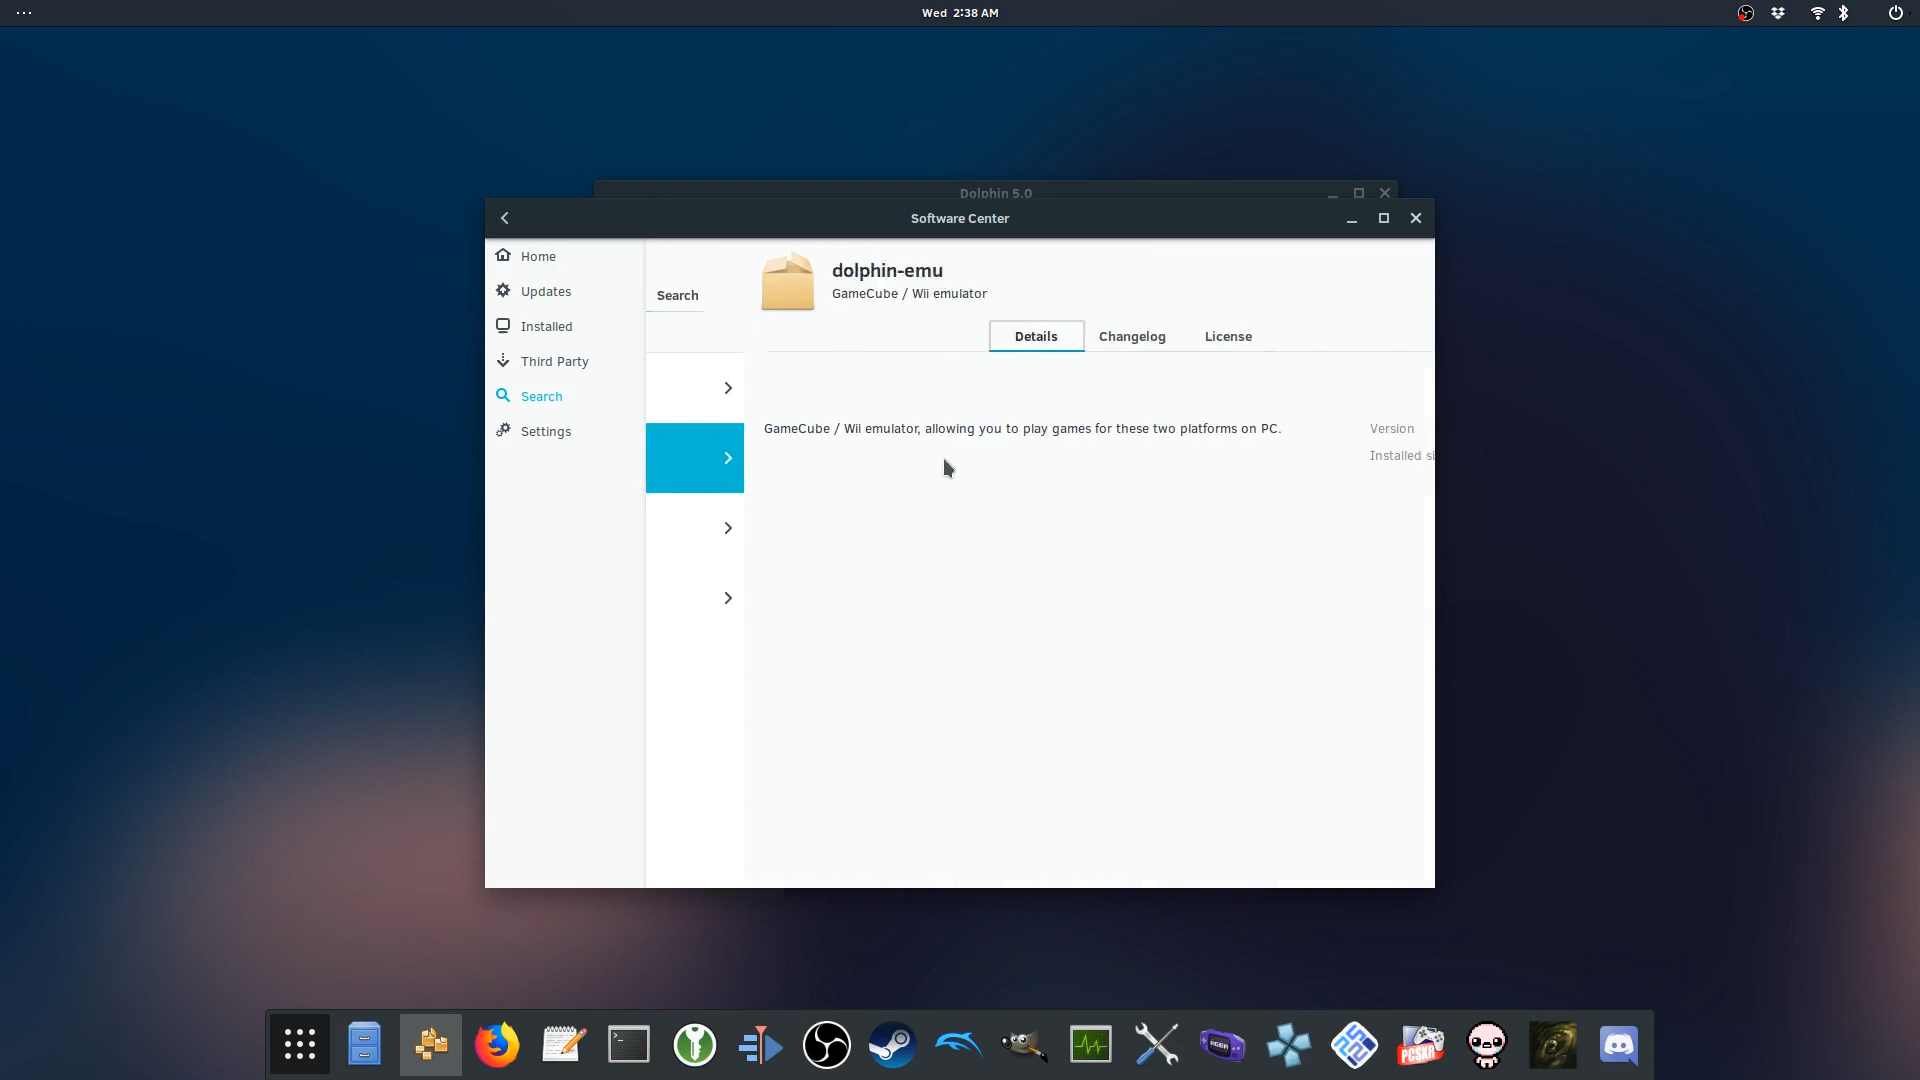 Wed 2:38 AM
Dolphin 5.0
Software Center
Home
Updates
Installed
Third Party
Search
Settings
Search
dolphin-emu
GameCube / Wii emulator
Details
Changelog
License
GameCube / Wii emulator, allowing you to play games for these two platforms on PC.
Version
Installed
PCSXR